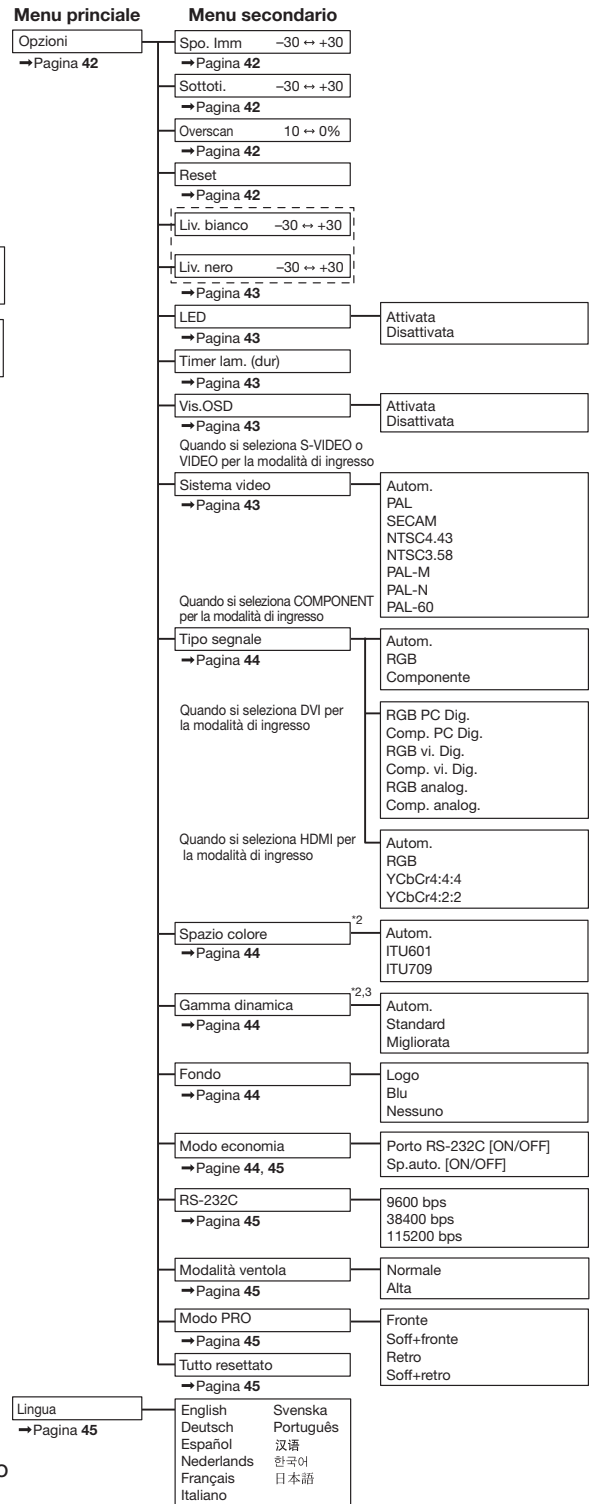 Menu princiale Menu secondario
Opzioni
➞Pagina 42
Spo. Imm –30 ↔ +30
➞Pagina 42
Sottoti. –30 ↔ +30
➞Pagina 42
Overscan 10 ↔ 0%
➞Pagina 42
Reset
➞Pagina 42
Liv. bianco –30 ↔ +30
Liv. nero –30 ↔ +30
➞Pagina 43
LED
➞Pagina 43
Attivata
Disattivata
Timer lam. (dur)
➞Pagina 43
Vis.OSD
➞Pagina 43
Attivata
Disattivata
Quando si seleziona S-VIDEO o
VIDEO per la modalità di ingresso
Sistema video
➞Pagina 43
Autom.
PAL
SECAM
NTSC4.43
NTSC3.58
PAL-M
PAL-N
PAL-60
Quando si seleziona COMPONENT
per la modalità di ingresso
Tipo segnale
➞Pagina 44
Autom.
RGB
Componente
Quando si seleziona DVI per
la modalità di ingresso
RGB PC Dig.
Comp. PC Dig.
RGB vi. Dig.
Comp. vi. Dig.
RGB analog.
Comp. analog.
Quando si seleziona HDMI per
la modalità di ingresso
Autom.
RGB
YCbCr4:4:4
YCbCr4:2:2
Spazio colore *2
➞Pagina 44
Autom.
ITU601
ITU709
Gamma dinamica *2,3
➞Pagina 44
Autom.
Standard
Migliorata
Fondo
➞Pagina 44
Logo
Blu
Nessuno
Modo economia
➞Pagine 44, 45
Porto RS-232C [ON/OFF]
Sp.auto. [ON/OFF]
RS-232C
➞Pagina 45
9600 bps
38400 bps
115200 bps
Modalità ventola
➞Pagina 45
Normale
Alta
Modo PRO
➞Pagina 45
Fronte
Soff+fronte
Retro
Soff+retro
Tutto resettato
➞Pagina 45
Lingua
➞Pagina 45
English Svenska
Deutsch Português
Español 汉语
Nederlands 한국어
Français 日本語
Italiano